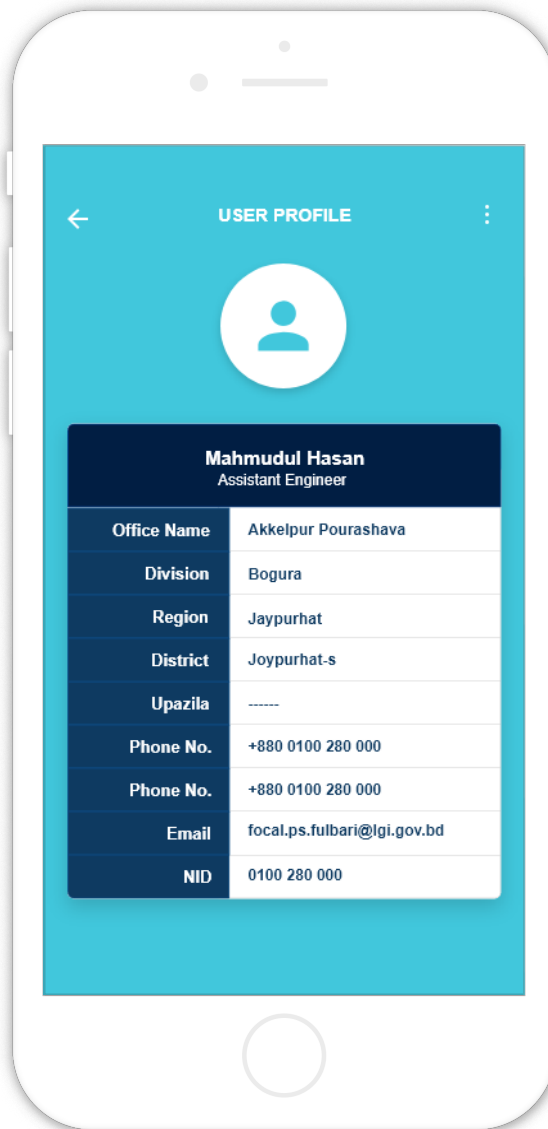 USER PROFILE
Mahmudul Hasan
Assistant Engineer
Office Name Akkelpur Pourashava
Division Bogura
Region Jaypurhat
District Joypurhat-s
Upazila ------
Phone No. +880 0100 280 000
Phone No. +880 0100 280 000
Email focal.ps.fulbari@lgi.gov.bd
NID 0100 280 000